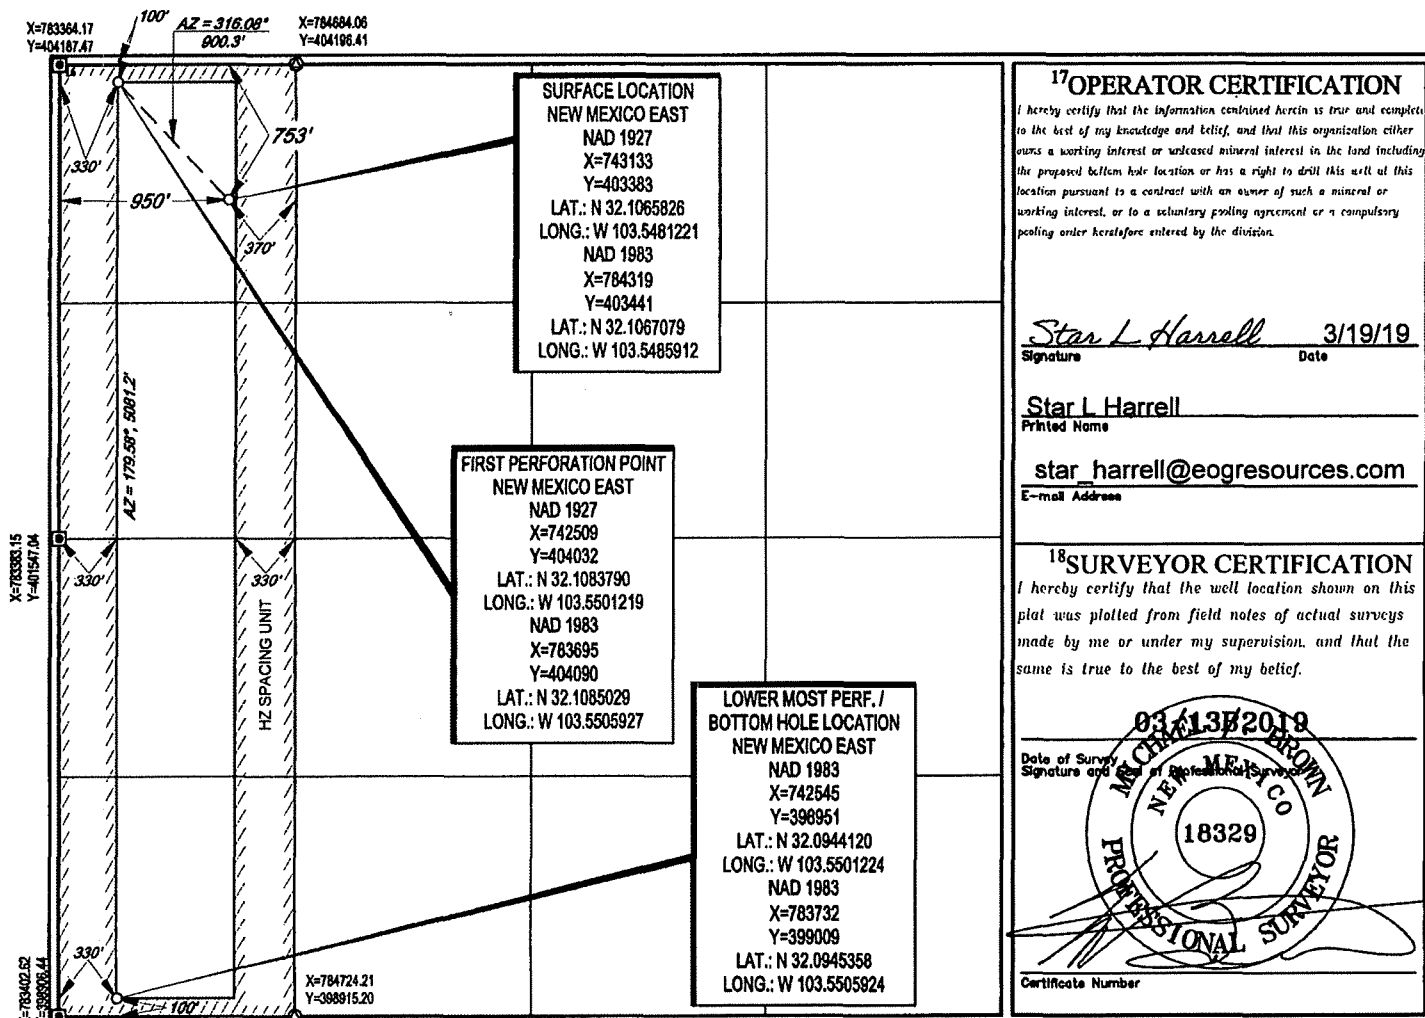 X=783364.17
Y=404187.47
100'
AZ = 316.08°
900.3'
X=784684.06
Y=404196.41
330'
753'
950'
370'
SURFACE LOCATION
NEW MEXICO EAST
NAD 1927
X=743133
Y=403383
LAT.: N 32.1065826
LONG.: W 103.5481221
NAD 1983
X=784319
Y=403441
LAT.: N 32.1067079
LONG.: W 103.5485912
AZ = 179.58°, 5081.2'
FIRST PERFORATION POINT
NEW MEXICO EAST
NAD 1927
X=742509
Y=404032
LAT.: N 32.1083790
LONG.: W 103.5501219
NAD 1983
X=783695
Y=404090
LAT.: N 32.1085029
LONG.: W 103.5505927
X=783383.15
Y=401547.04
330'
330'
HZ SPACING UNIT
LOWER MOST PERF. /
BOTTOM HOLE LOCATION
NEW MEXICO EAST
NAD 1983
X=742545
Y=398951
LAT.: N 32.0944120
LONG.: W 103.5501224
NAD 1983
X=783732
Y=399009
LAT.: N 32.0945358
LONG.: W 103.5505924
=783402.62
=398906.44
330'
100'
X=784724.21
Y=398915.20
17OPERATOR CERTIFICATION
I hereby certify that the information contained herein is true and complete
to the best of my knowledge and belief, and that this organization either
owns a working interest or unleased mineral interest in the land including
the proposed bottom hole location or has a right to drill this well at this
location pursuant to a contract with an owner of such a mineral or
working interest, or to a voluntary pooling agreement or a compulsory
pooling order heretofore entered by the division.
Star L Harrell 3/19/19
Signature Date
Star L Harrell
Printed Name
star_harrell@eogresources.com
E-mail Address
18SURVEYOR CERTIFICATION
I hereby certify that the well location shown on this
plat was plotted from field notes of actual surveys
made by me or under my supervision, and that the
same is true to the best of my belief.
2019
Date of Survey
Signature and Seal of Professional Surveyor
MICHAEL BROWN
NEW MEXICO
18329
PROFESSIONAL SURVEYOR
Certificate Number